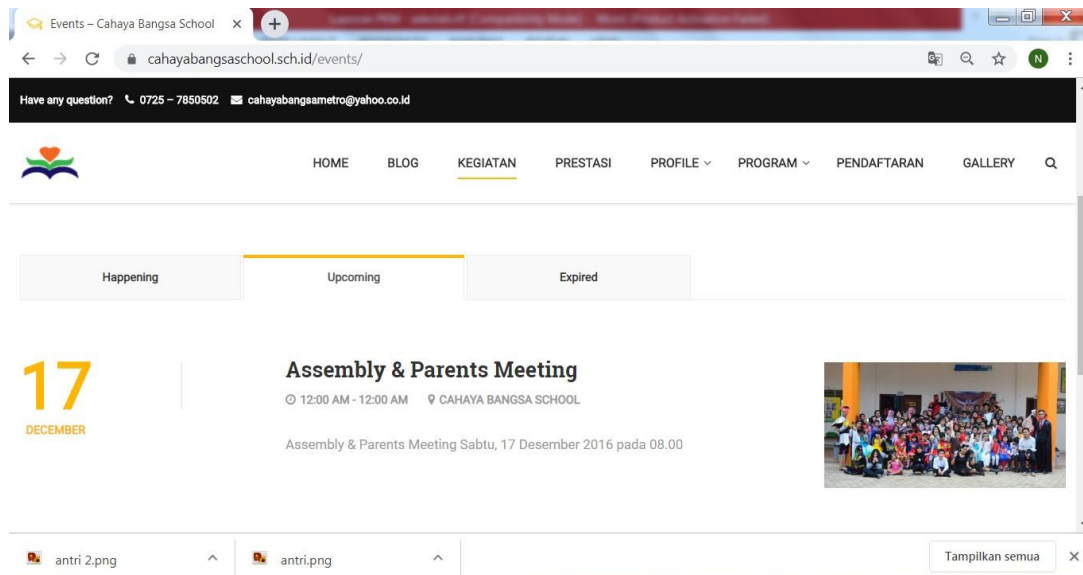 Events – Cahaya Bangsa School
cahayabangsaschool.sch.id/events/
N
Have any question? 0725 – 7850502 cahayabangsametro@yahoo.co.id
HOME BLOG KEGIATAN PRESTASI PROFILE PROGRAM PENDAFTARAN GALLERY
Happening Upcoming Expired
17
DECEMBER
Assembly & Parents Meeting
12:00 AM - 12:00 AM CAHAYA BANGSA SCHOOL
Assembly & Parents Meeting Sabtu, 17 Desember 2016 pada 08.00
antri 2.png antri.png Tampilkan semua